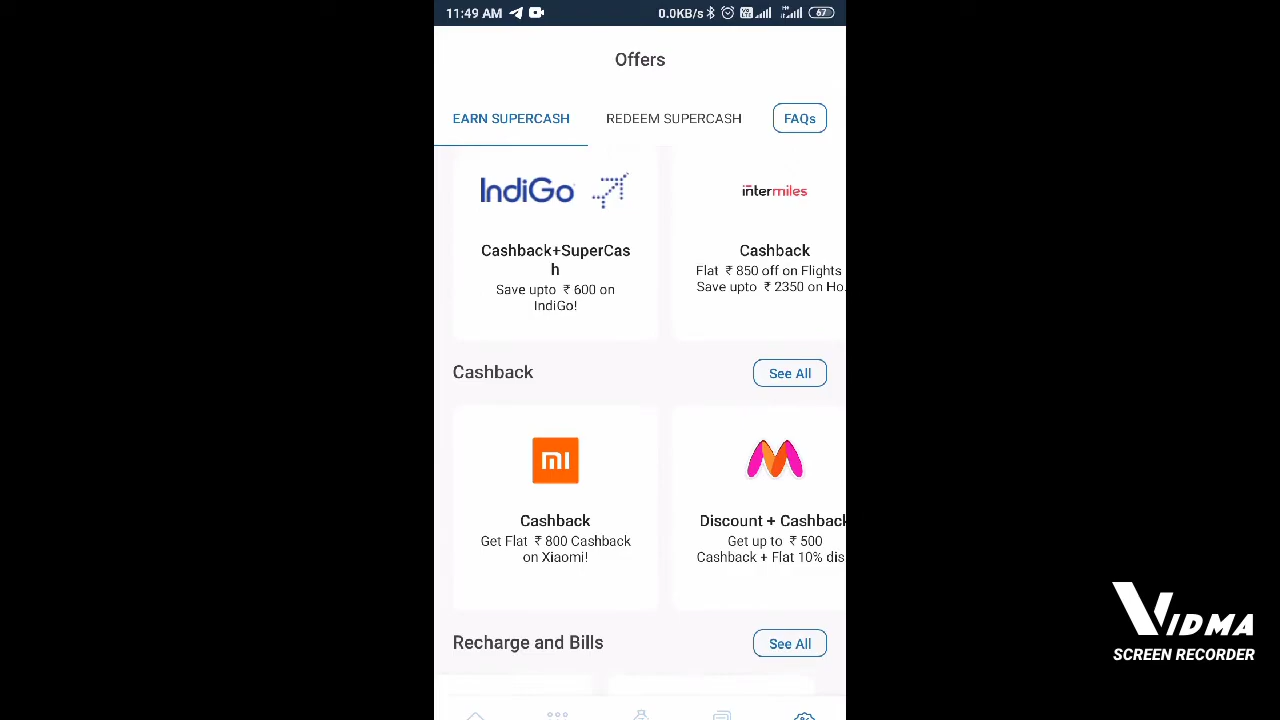 11:49 AM
0.0KB/s
67
Offers
EARN SUPERCASH
REDEEM SUPERCASH
FAQs
IndiGo
intermiles
Cashback+SuperCas
h
Save upto ₹ 600 on
IndiGo!
Cashback
Flat ₹ 850 off on Flights
Save upto ₹ 2350 on Ho.
Cashback
See All
mi
Cashback
Get Flat ₹ 800 Cashback
on Xiaomi!
Discount + Cashback
Get up to ₹ 500
Cashback + Flat 10% dis
Recharge and Bills
See All
VIDMA
SCREEN RECORDER